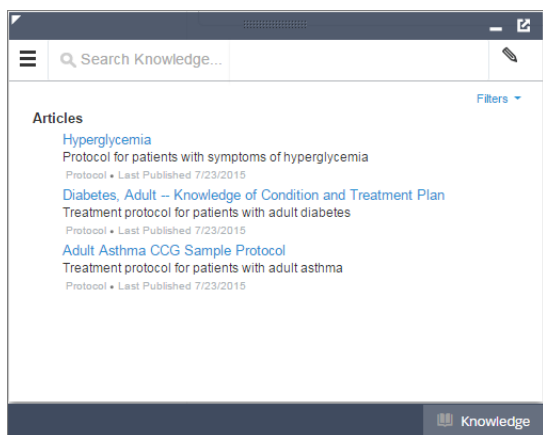 Search Knowledge...
Filters
Articles
Hyperglycemia
Protocol for patients with symptoms of hyperglycemia
Protocol • Last Published 7/23/2015
Diabetes, Adult -- Knowledge of Condition and Treatment Plan
Treatment protocol for patients with adult diabetes
Protocol • Last Published 7/23/2015
Adult Asthma CCG Sample Protocol
Treatment protocol for patients with adult asthma
Protocol • Last Published 7/23/2015
Knowledge